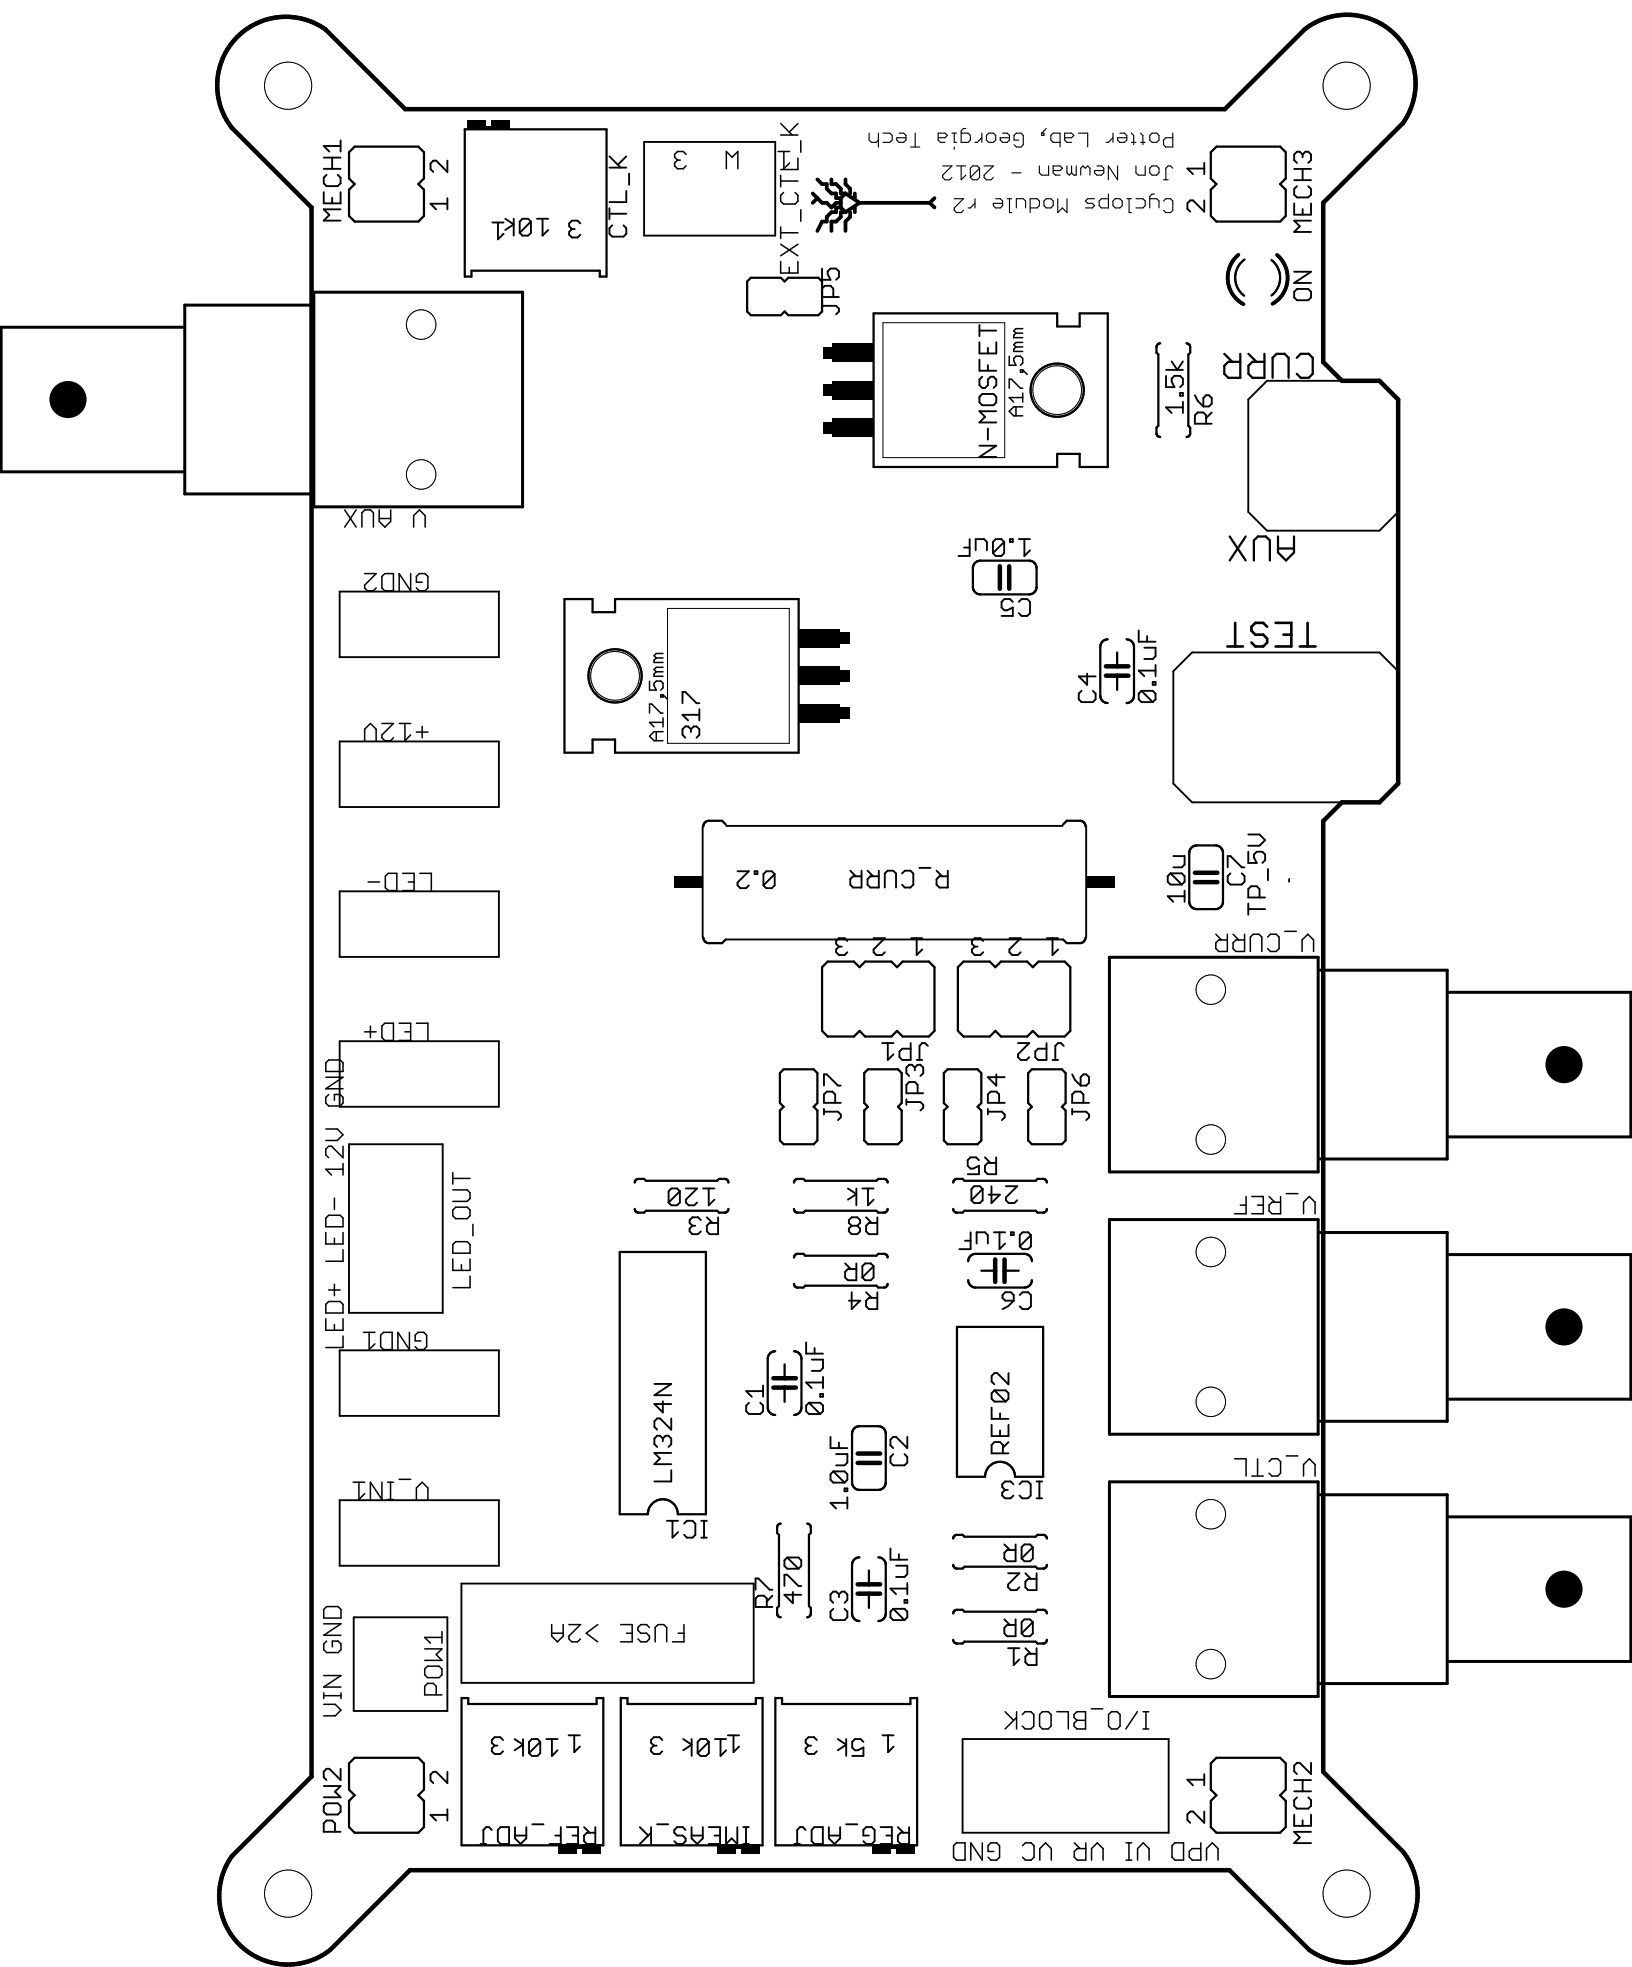 Potter Lab, Georgia Tech
Jon Newman - 2012
Cyclops Module r2
MECH1
1 2
3 10k1
CTL_K
3 W 1
EXT_CTL_K
JP5
2 1
MECH3
ON
CURR
N-MOSFET
A17,5mm
1.5k
R6
V AUX
AUX
1.0uF
C5
GND2
TEST
C4
0.1uF
A17,5mm
317
+12V
0.2
R_CURR
10u
C7
TP_5V
LED-
V_CURR
3 2 1
3 2 1
JP1
JP2
LED+
JP7
JP3
JP4
JP6
LED+ LED- 12V GND
LED_OUT
120
R3
1k
R8
R5
240
V_REF
0R
R4
0.1uF
C6
GND1
LM324N
IC1
C1
0.1uF
1.0uF
C2
REF02
IC3
V_CTL
V_IN1
R7
470
C3
0.1uF
0R
R2
0R
R1
FUSE >2A
VIN GND
POW1
I/O_BLOCK
1 10k 3
REF_ADJ
110k 3
IMEAS_K
1 5k 3
REG_ADJ
POW2
1 2
2 1
MECH2
VPD VI VR VC GND